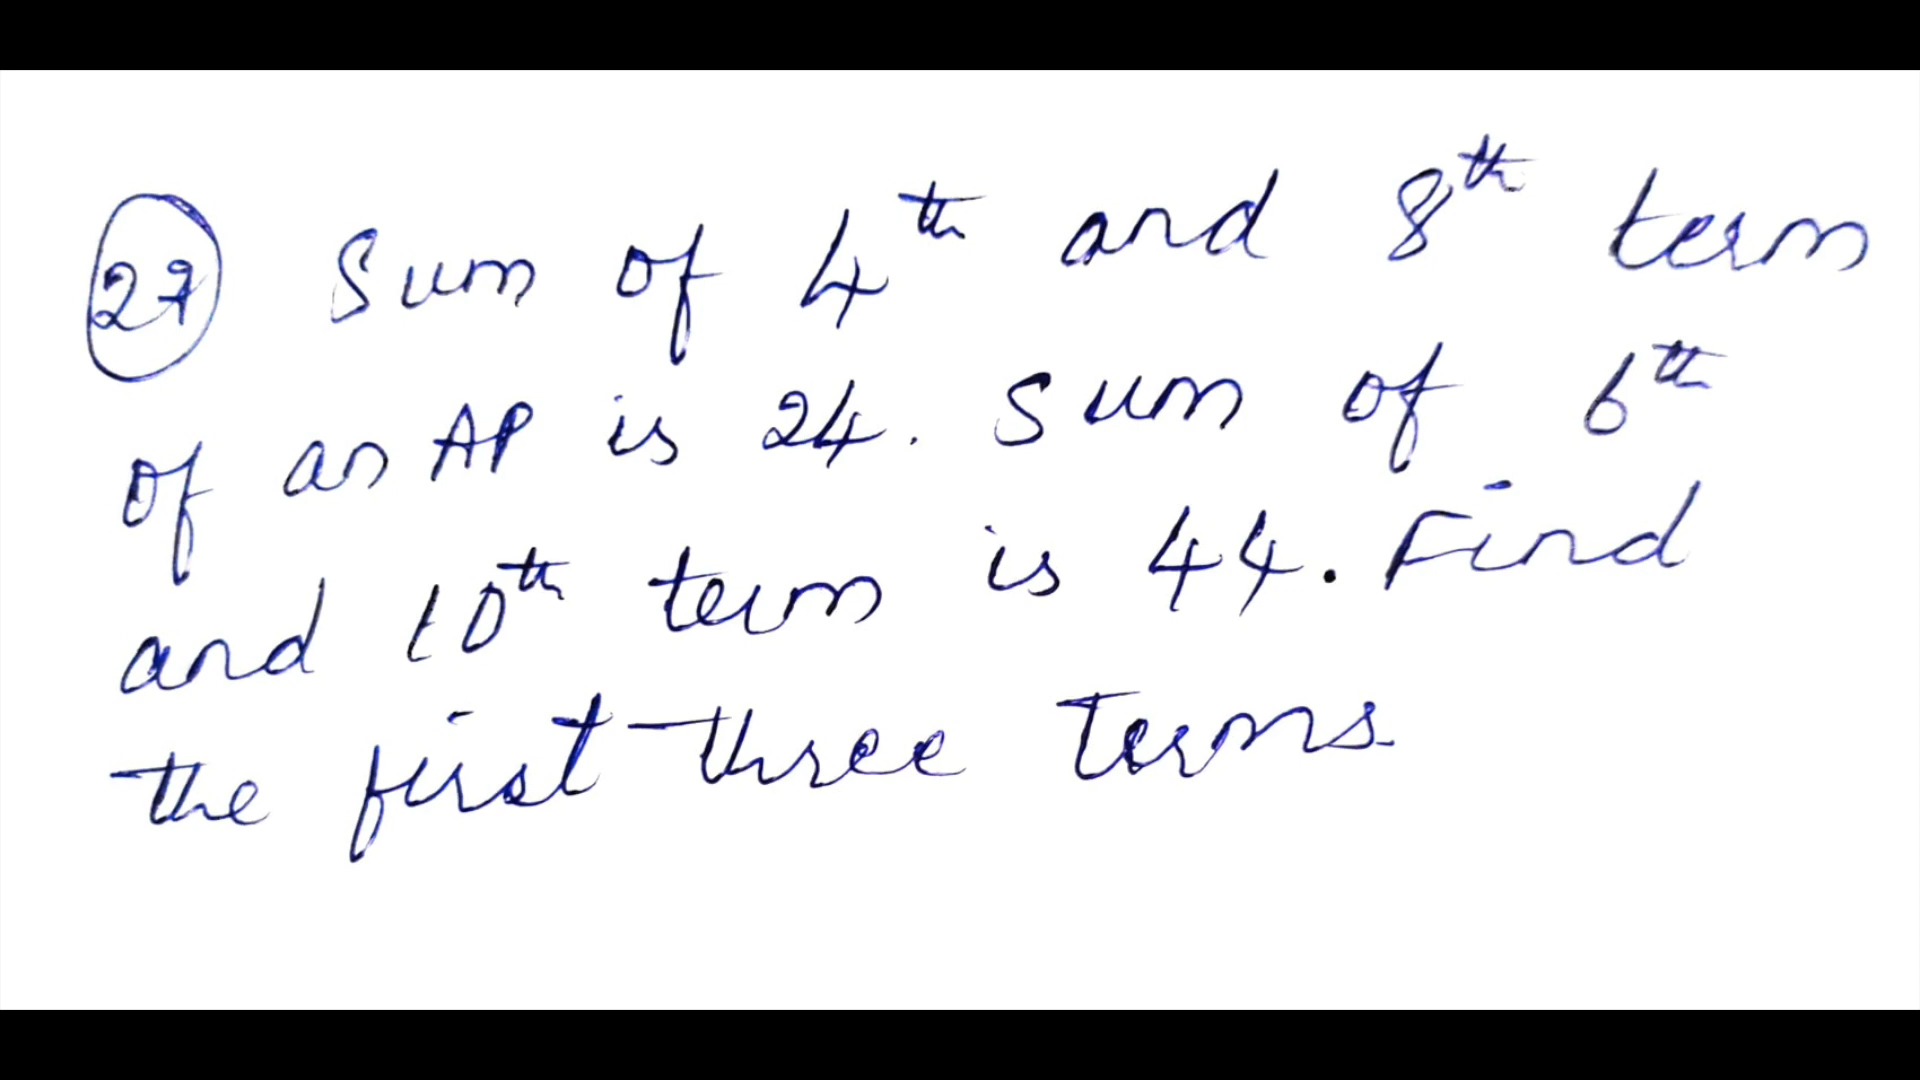 27 Sum of 4th and 8th term
of an AP is 24. Sum of 6th
and 10th term is 44. Find
the first three terms.